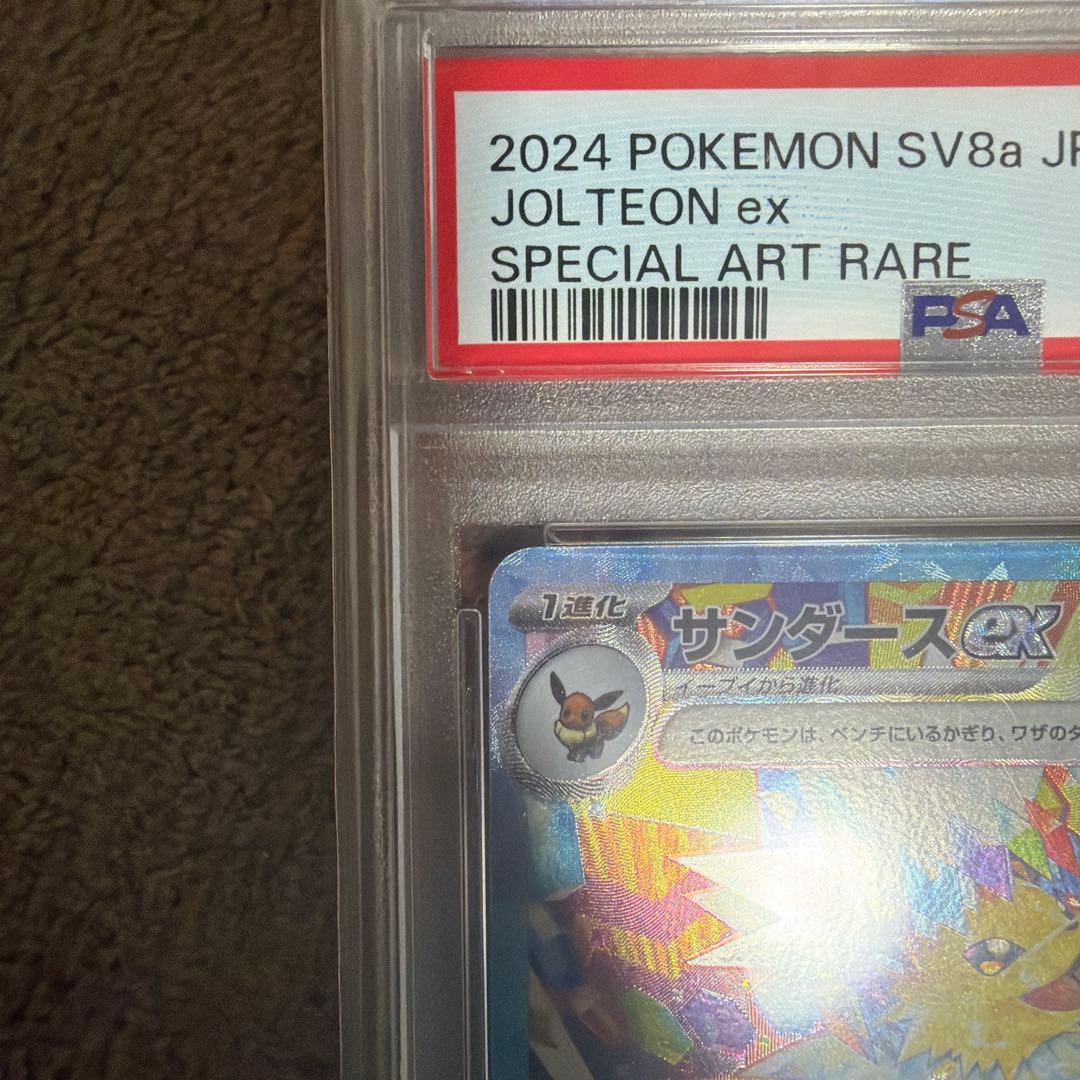 2024 POKEMON SV8a JP
JOLTEON ex
SPECIAL ART RARE
PSA
1進化
サンダースex
イーブイから進化
このポケモンは、ベンチにいるかぎり、ワザのダ